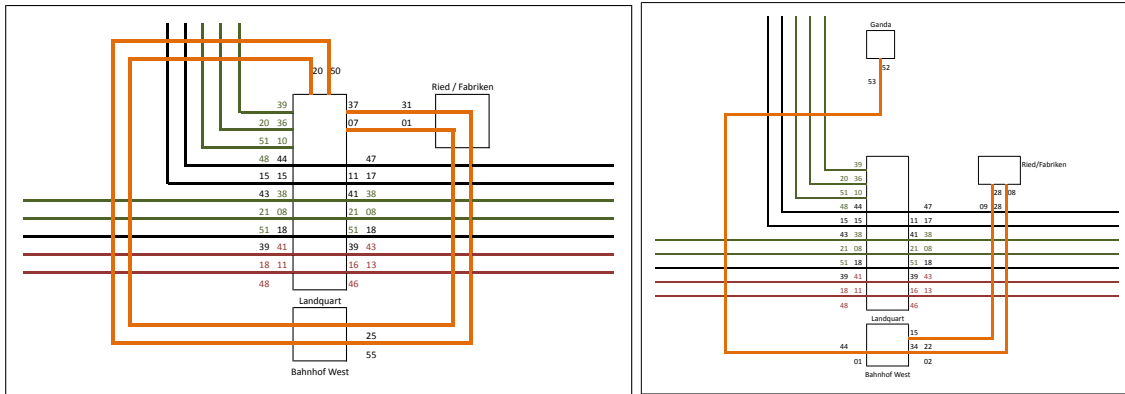 20 50
Ried / Fabriken
39 37 31
20 36 07 01
51 10
48 44 47
15 15 11 17
43 38 41 38
21 08 21 08
51 18 51 18
39 41 39 43
18 11 16 13
48 46
Landquart
25
55
Bahnhof West
Ganda
52
53
39
20 36
51 10
Ried/Fabriken
28 08
48 44 47 09 28
15 15 11 17
43 38 41 38
21 08 21 08
51 18 51 18
39 41 39 43
18 11 16 13
48 46
Landquart
15
44 34 22
01 02
Bahnhof West